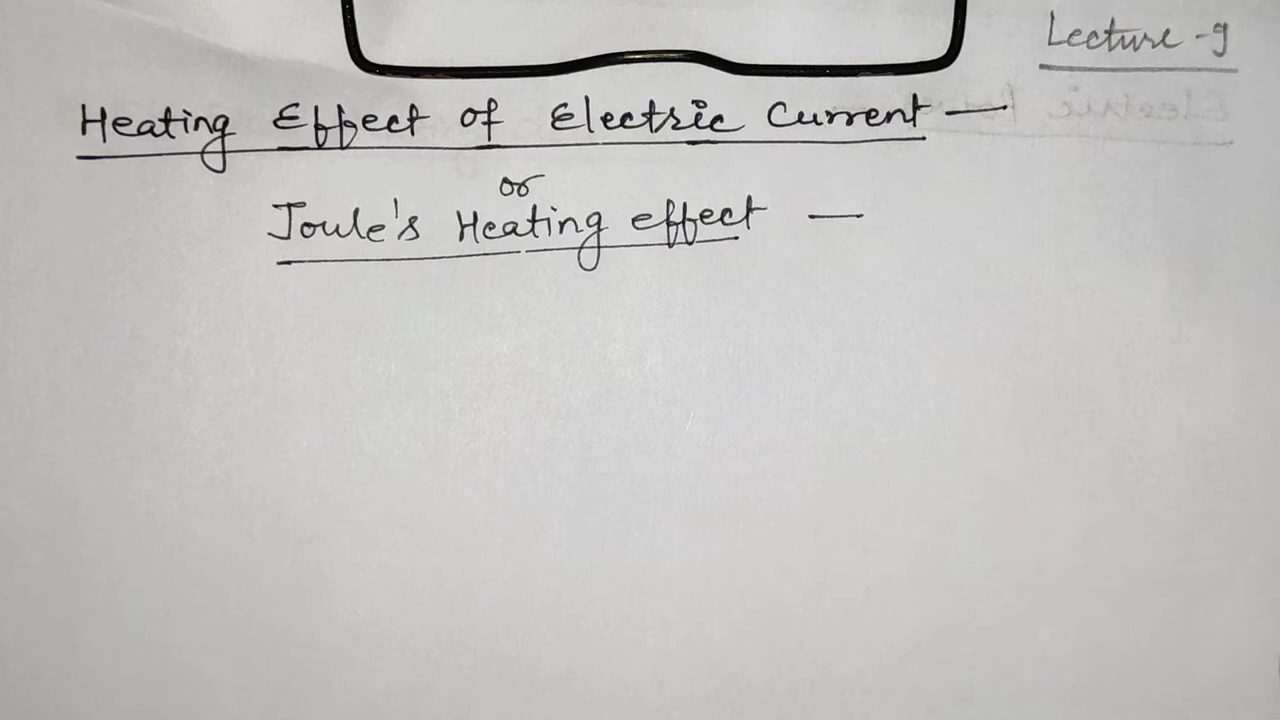 Lecture -9
Heating Effect of Electric Current —
or
Joule's Heating effect —